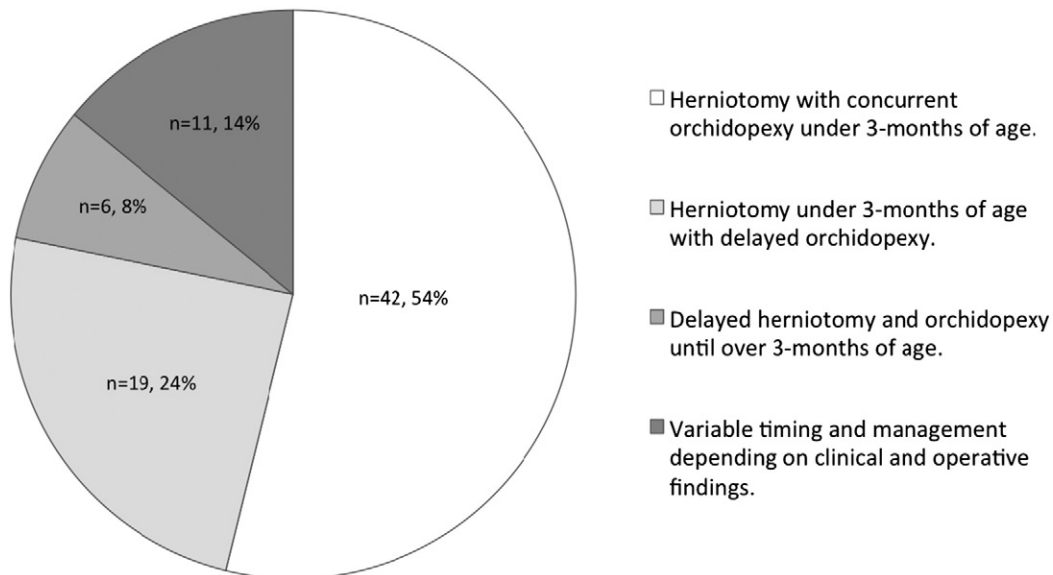 n=11, 14%
n=6, 8%
n=42, 54%
n=19, 24%
Herniotomy with concurrent
orchidopexy under 3-months of age.
Herniotomy under 3-months of age
with delayed orchidopexy.
Delayed herniotomy and orchidopexy
until over 3-months of age.
Variable timing and management
depending on clinical and operative
findings.